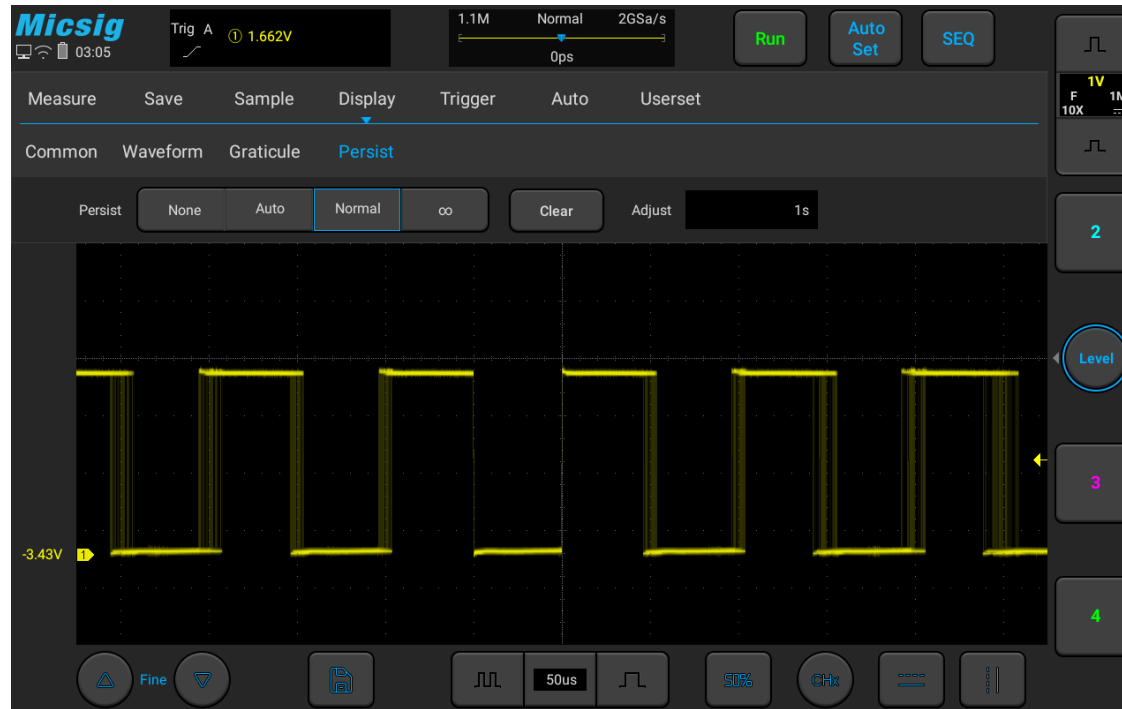 Micsig
03:05
Trig A ① 1.662V
1.1M Normal 2GSa/s
0ps
Run
Auto
Set
SEQ
Measure Save Sample Display Trigger Auto Userset
1V
F 1M
10X
Common Waveform Graticule Persist
Persist None Auto Normal ∞ Clear Adjust 1s
2
Level
3
-3.43V 1
4
Fine
50us
50%
CHx